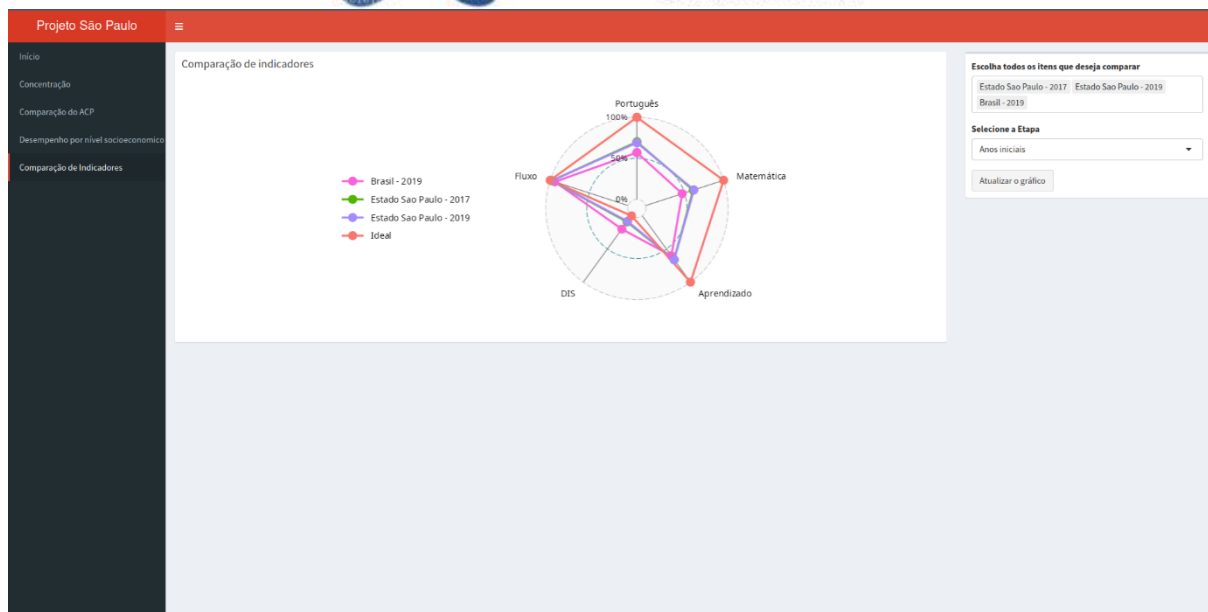 Projeto São Paulo
Início
Concentração
Comparação do ACP
Desempenho por nível socioeconomico
Comparação de Indicadores
Comparação de indicadores
Português
100%
50%
0%
Fluxo
Matemática
DIS
Aprendizado
Brasil - 2019
Estado Sao Paulo - 2017
Estado Sao Paulo - 2019
Ideal
Escolha todos os itens que deseja comparar
Estado Sao Paulo - 2017 Estado Sao Paulo - 2019
Brasil - 2019
Selecione a Etapa
Anos iniciais
Atualizar o gráfico